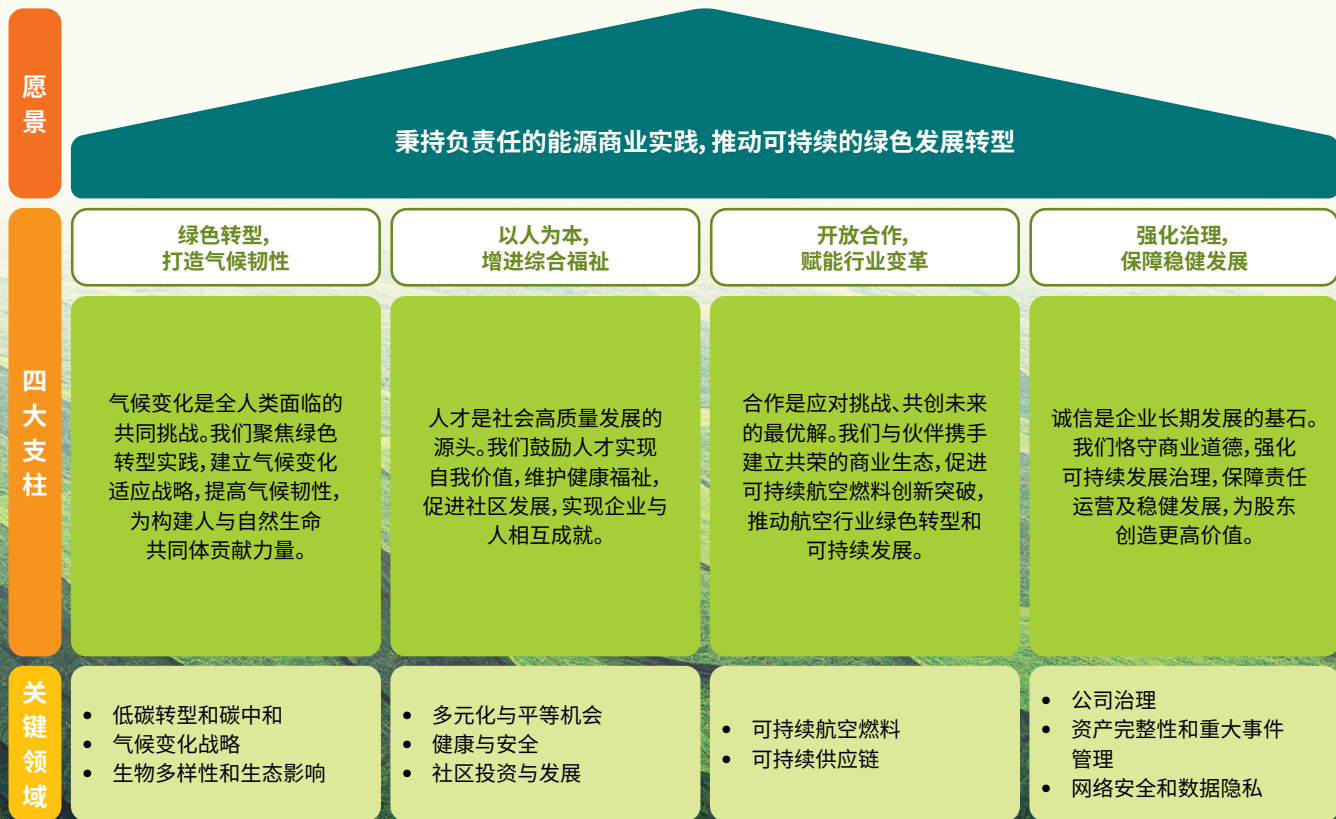 愿景
秉持负责任的能源商业实践,推动可持续的绿色发展转型
四大支柱
绿色转型,
打造气候韧性
以人为本,
增进综合福祉
开放合作,
赋能行业变革
强化治理,
保障稳健发展
气候变化是全人类面临的
共同挑战。我们聚焦绿色
转型实践,建立气候变化
适应战略,提高气候韧性,
为构建人与自然生命
共同体贡献力量。
人才是社会高质量发展的
源头。我们鼓励人才实现
自我价值,维护健康福祉,
促进社区发展,实现企业与
人相互成就。
合作是应对挑战、共创未来
的最优解。我们与伙伴携手
建立共荣的商业生态,促进
可持续航空燃料创新突破,
推动航空行业绿色转型和
可持续发展。
诚信是企业长期发展的基石。
我们恪守商业道德,强化
可持续发展治理,保障责任
运营及稳健发展,为股东
创造更高价值。
关键领域
• 低碳转型和碳中和
• 气候变化战略
• 生物多样性和生态影响
• 多元化与平等机会
• 健康与安全
• 社区投资与发展
• 可持续航空燃料
• 可持续供应链
• 公司治理
• 资产完整性和重大事件
管理
• 网络安全和数据隐私